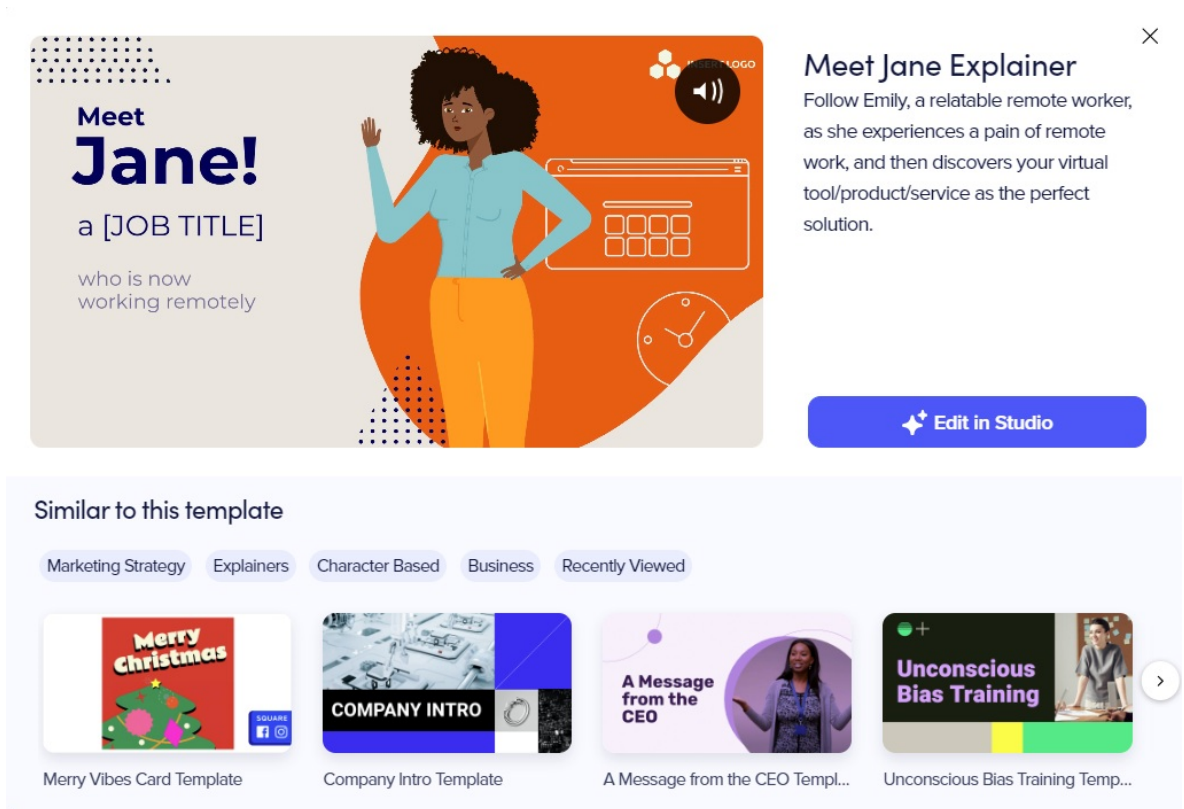 Meet
Jane!
a [JOB TITLE]
who is now
working remotely
INSERT LOGO
Meet Jane Explainer
Follow Emily, a relatable remote worker,
as she experiences a pain of remote
work, and then discovers your virtual
tool/product/service as the perfect
solution.
Edit in Studio
Similar to this template
Marketing Strategy
Explainers
Character Based
Business
Recently Viewed
Merry
Christmas
SQUARE
COMPANY INTRO
A Message
from the
CEO
Unconscious
Bias Training
Merry Vibes Card Template
Company Intro Template
A Message from the CEO Templ...
Unconscious Bias Training Temp...